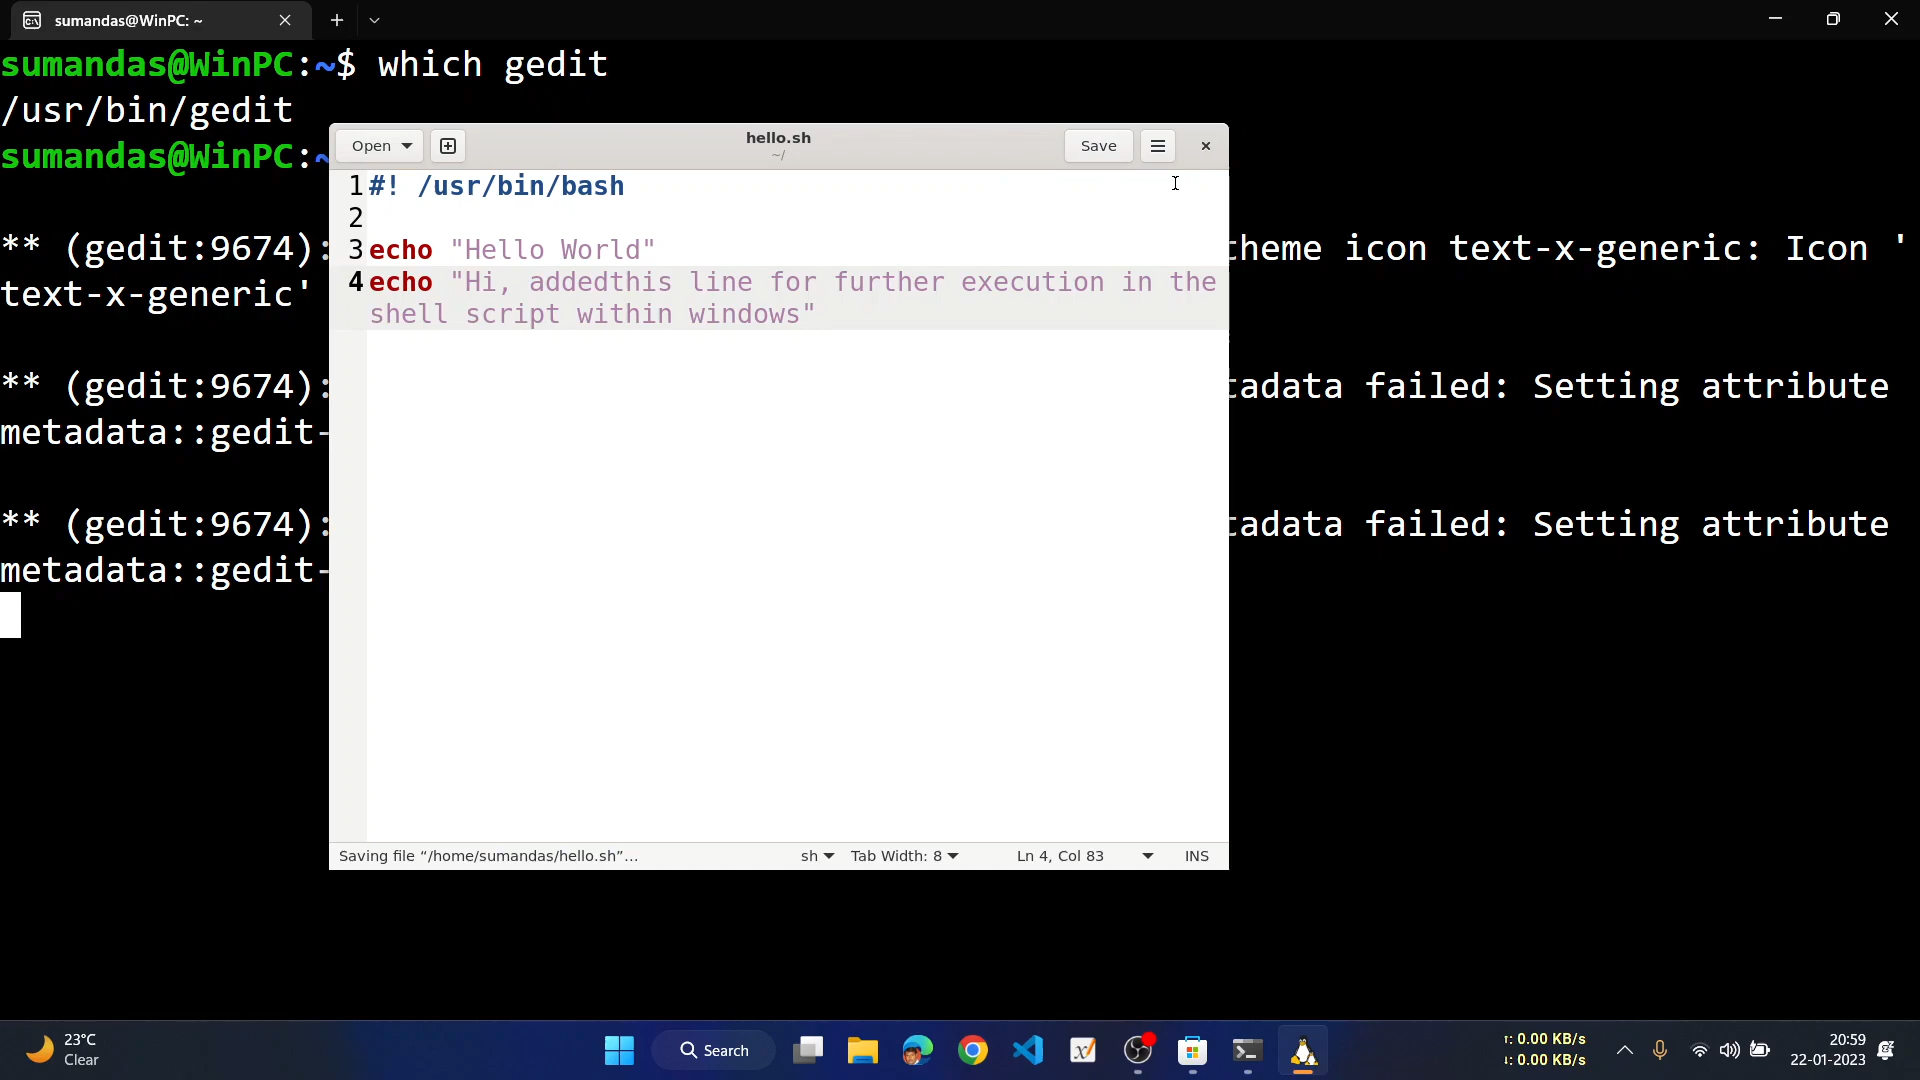 sumandas@WinPC: ~
sumandas@WinPC:~$ which gedit
/usr/bin/gedit
sumandas@WinPC:~
** (gedit:9674):
theme icon text-x-generic: Icon '
text-x-generic'
** (gedit:9674):
tadata failed: Setting attribute
metadata::gedit-
** (gedit:9674):
tadata failed: Setting attribute
metadata::gedit-
Open
hello.sh
~/
Save
1 #! /usr/bin/bash
2
3 echo "Hello World"
4 echo "Hi, addedthis line for further execution in the
shell script within windows"
Saving file “/home/sumandas/hello.sh”…
sh
Tab Width: 8
Ln 4, Col 83
INS
23°C
Clear
Search
↑: 0.00 KB/s
↓: 0.00 KB/s
20:59
22-01-2023